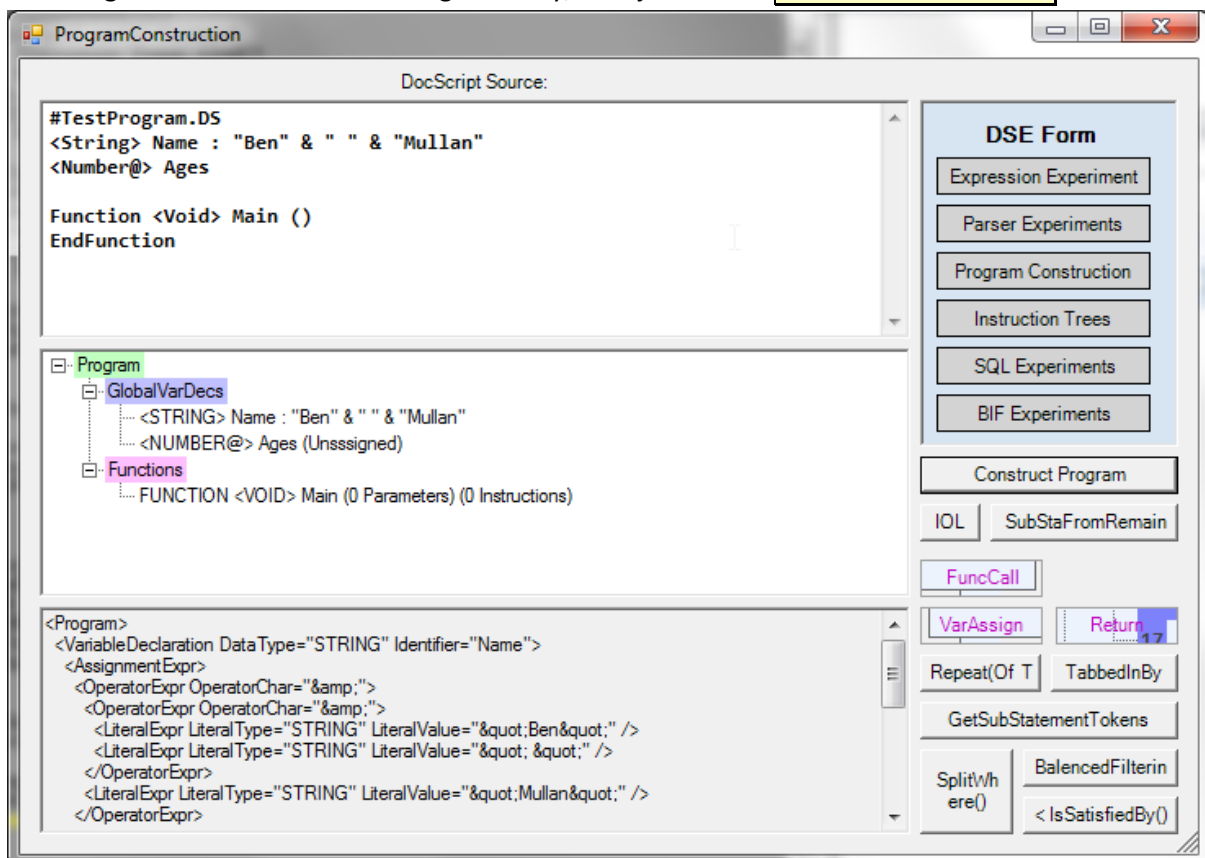 ProgramConstruction
DocScript Source:
#TestProgram.DS
<String> Name : "Ben" & " " & "Mullan"
<Number@> Ages
Function <Void> Main ()
EndFunction
Program
GlobalVarDecs
<STRING> Name : "Ben" & " " & "Mullan"
<NUMBER@> Ages (Unsssigned)
Functions
FUNCTION <VOID> Main (0 Parameters) (0 Instructions)
<Program>
<VariableDeclaration DataType="STRING" Identifier="Name">
<AssignmentExpr>
<OperatorExpr OperatorChar="&amp;">
<OperatorExpr OperatorChar="&amp;">
<LiteralExpr LiteralType="STRING" LiteralValue="&quot;Ben&quot;" />
<LiteralExpr LiteralType="STRING" LiteralValue="&quot; &quot;" />
</OperatorExpr>
<LiteralExpr LiteralType="STRING" LiteralValue="&quot;Mullan&quot;" />
</OperatorExpr>
DSE Form
Expression Experiment
Parser Experiments
Program Construction
Instruction Trees
SQL Experiments
BIF Experiments
Construct Program
IOL SubStaFromRemain
FuncCall
VarAssign Return 17
Repeat(Of T TabbedInBy
GetSubStatementTokens
SplitWh
ere()
BalencedFilterin
< IsSatisfiedBy()